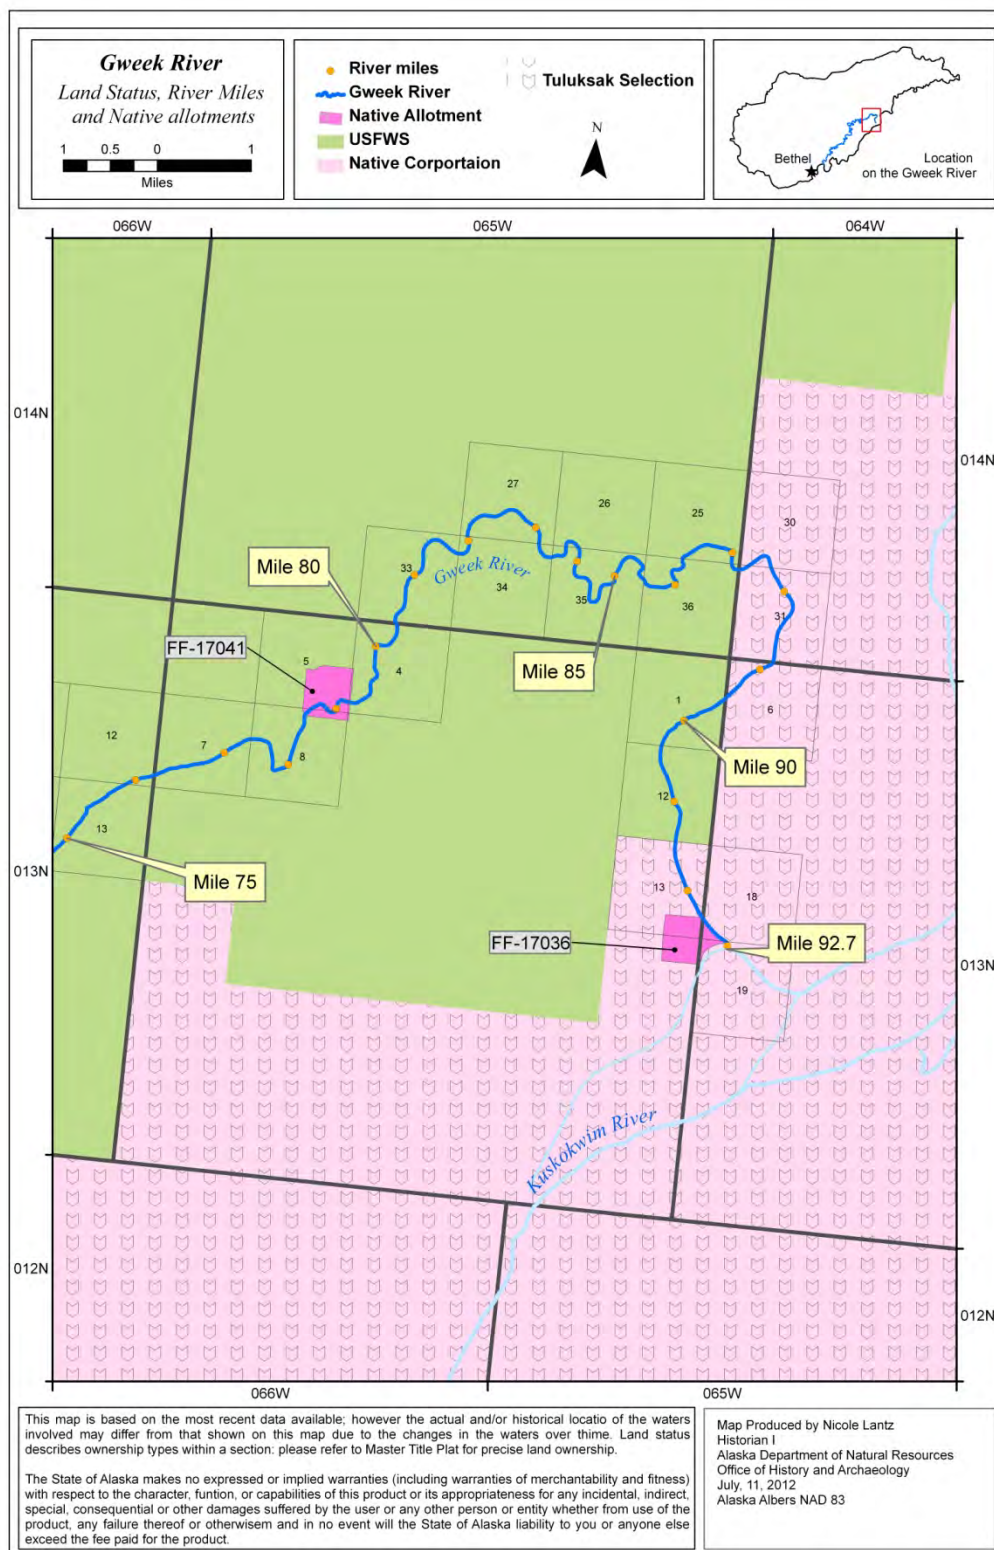 Gweek River
Land Status, River Miles
and Native allotments
1 0.5 0 1
Miles
River miles
Gweek River
Native Allotment
USFWS
Native Corportaion
Tuluksak Selection
N
Bethel
Location
on the Gweek River
066W 065W 064W
014N
014N
27
26
25
30
Mile 80
33
Gweek River
34
35
36
31
FF-17041
5
4
Mile 85
1
6
12
7
8
Mile 90
12
13
Mile 75
013N
13
18
FF-17036
Mile 92.7
013N
19
Kuskokwim River
012N
012N
066W 065W
This map is based on the most recent data available; however the actual and/or historical locatio of the waters
involved may differ from that shown on this map due to the changes in the waters over thime. Land status
describes ownership types within a section: please refer to Master Title Plat for precise land ownership.
The State of Alaska makes no expressed or implied warranties (including warranties of merchantability and fitness)
with respect to the character, funtion, or capabilities of this product or its appropriateness for any incidental, indirect,
special, consequential or other damages suffered by the user or any other person or entity whether from use of the
product, any failure thereof or otherwisem and in no event will the State of Alaska liability to you or anyone else
exceed the fee paid for the product.
Map Produced by Nicole Lantz
Historian I
Alaska Department of Natural Resources
Office of History and Archaeology
July, 11, 2012
Alaska Albers NAD 83